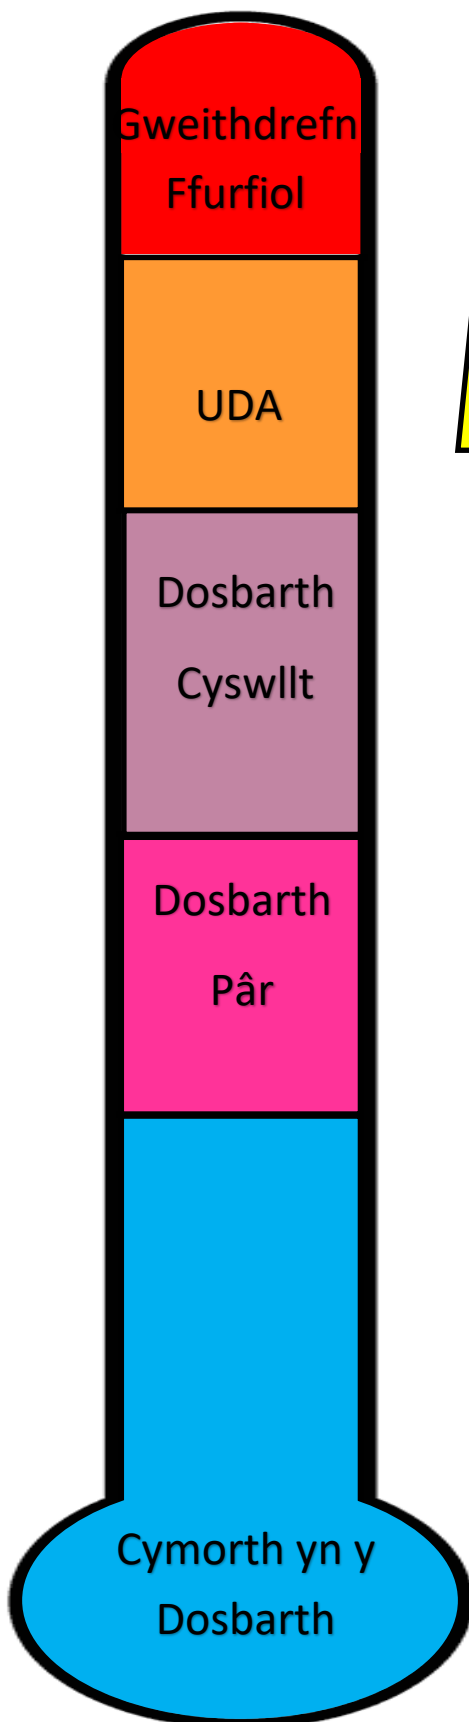 Gweithdrefn
Ffurfiol
UDA
Dosbarth
Cyswllt
Dosbarth
Pâr
Cymorth yn y
Dosbarth